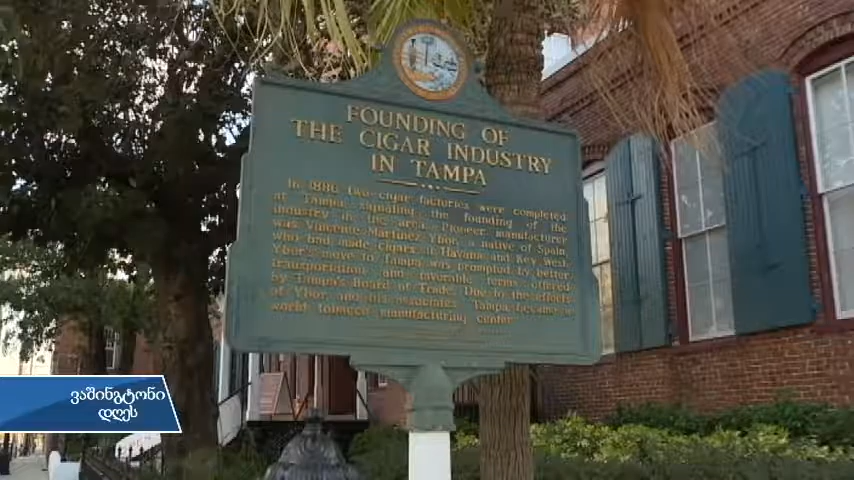 FOUNDING OF
THE CIGAR INDUSTRY
IN TAMPA
In 1886 two cigar factories were completed
at Tampa, signaling the founding of the
industry in the area. Pioneer manufacturer
was Vincente Martinez Ybor, a native of Spain,
who had made cigars in Havana and Key West.
Ybor's move to Tampa was prompted by better
transportation and favorable terms offered
by Tampa's Board of Trade. Due to the efforts
of Ybor and his associates, Tampa became a
world tobacco manufacturing center.
ვაშინგტონი
დღეს